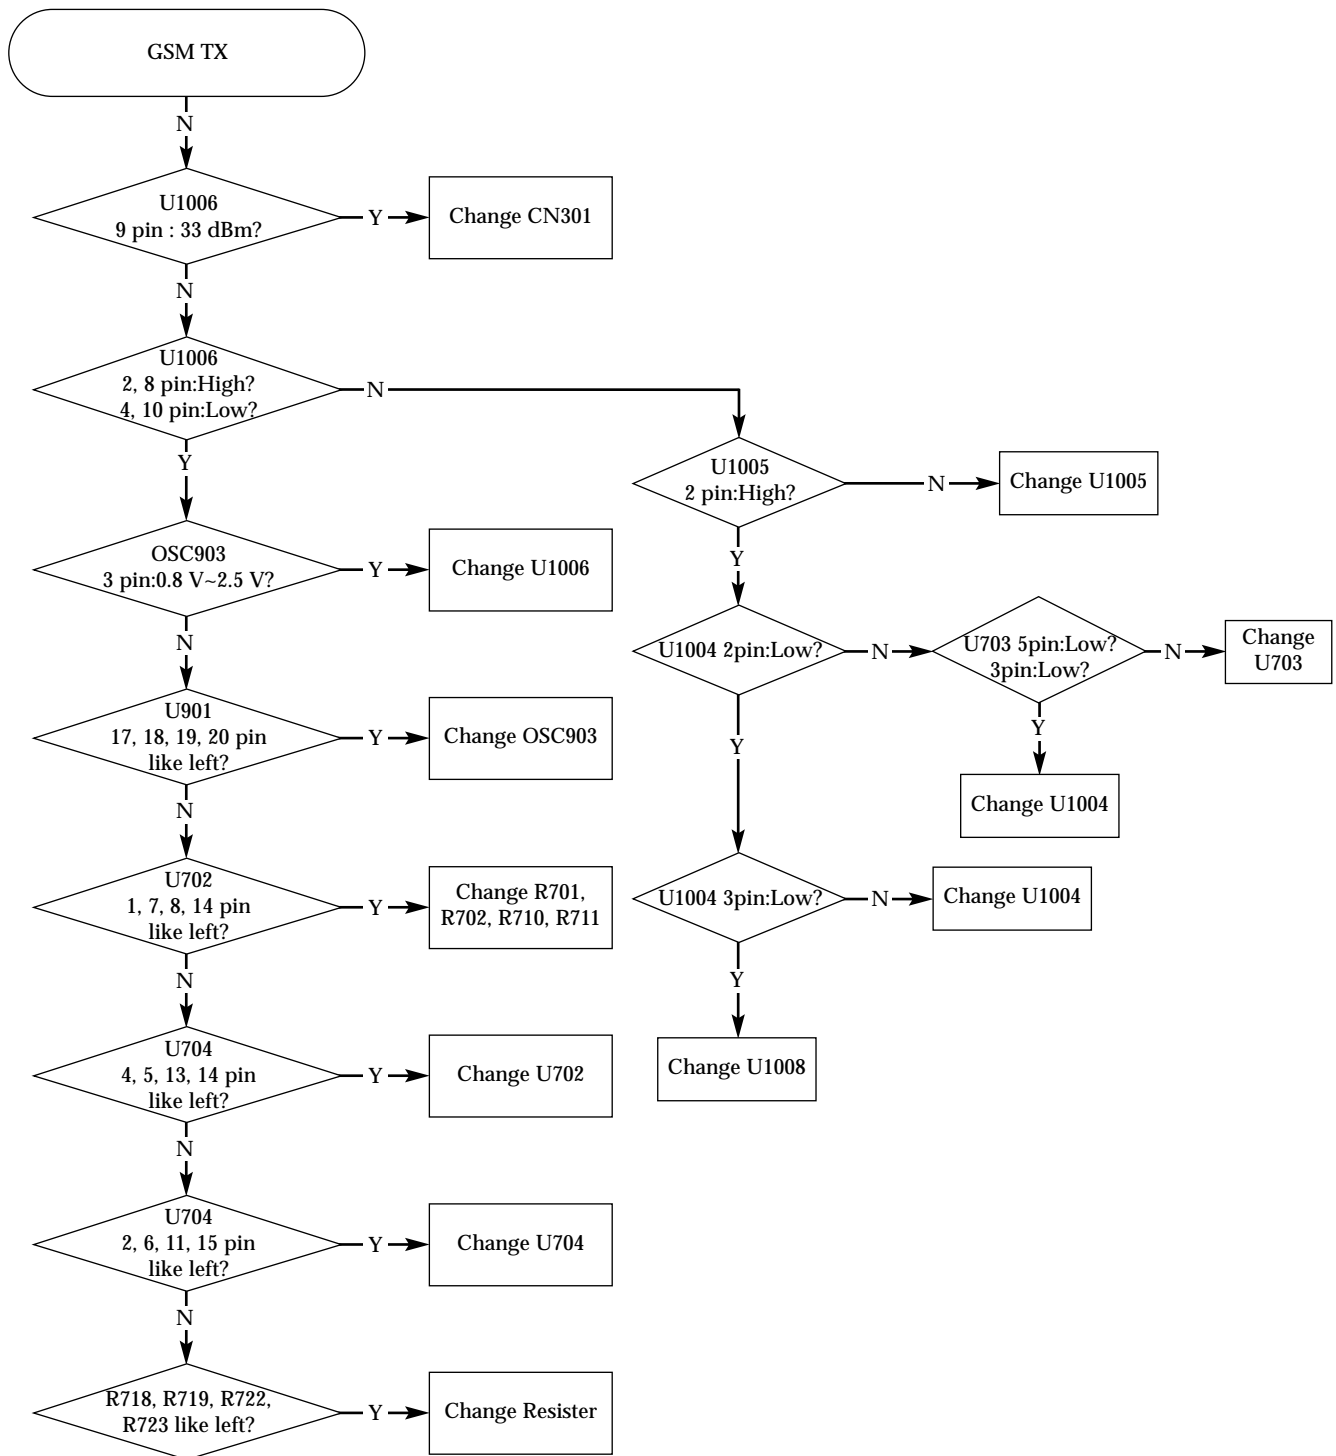 GSM TX
N
U1006
9 pin : 33 dBm?
Y
Change CN301
N
U1006
2, 8 pin:High?
4, 10 pin:Low?
N
Y
U1005
2 pin:High?
N
Change U1005
Y
OSC903
3 pin:0.8 V~2.5 V?
Y
Change U1006
N
U1004 2pin:Low?
N
U703 5pin:Low?
3pin:Low?
N
Change
U703
Y
Change U1004
Y
U901
17, 18, 19, 20 pin
like left?
Y
Change OSC903
N
U702
1, 7, 8, 14 pin
like left?
Y
Change R701,
R702, R710, R711
U1004 3pin:Low?
N
Change U1004
N
Y
Change U1008
U704
4, 5, 13, 14 pin
like left?
Y
Change U702
N
U704
2, 6, 11, 15 pin
like left?
Y
Change U704
N
R718, R719, R722,
R723 like left?
Y
Change Resister